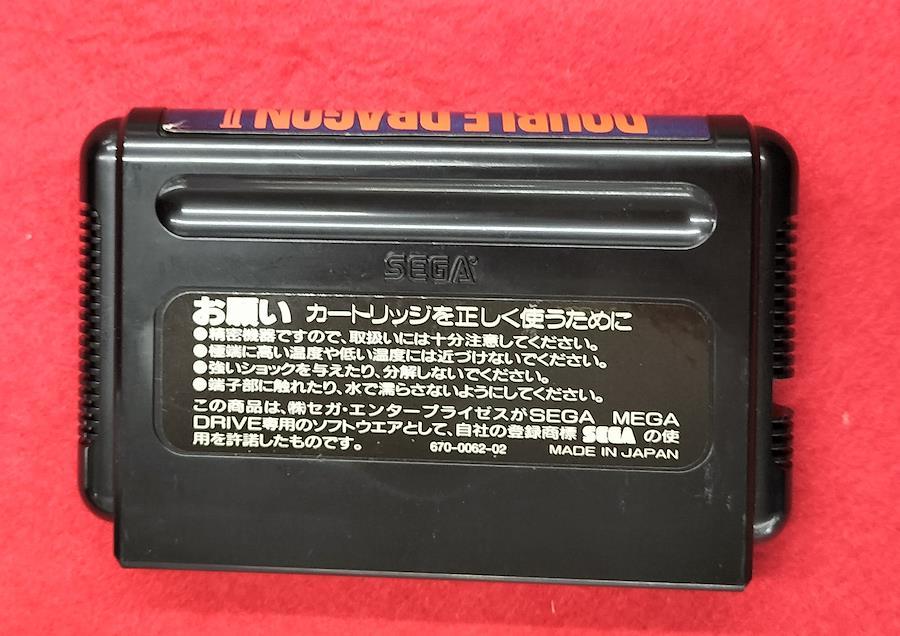 DOUBLE DRAGON II
SEGA
お願い カートリッジを正しく使うために
●精密機器ですので、取扱いには十分注意してください。
●極端に高い温度や低い温度には近づけないでください。
●強いショックを与えたり、分解しないでください。
●端子部に触れたり、水で濡らさないようにしてください。
この商品は、㈱セガ・エンタープライゼスがSEGA MEGA
DRIVE専用のソフトウエアとして、自社の登録商標 SEGA の使
用を許諾したものです。 670-0062-02 MADE IN JAPAN